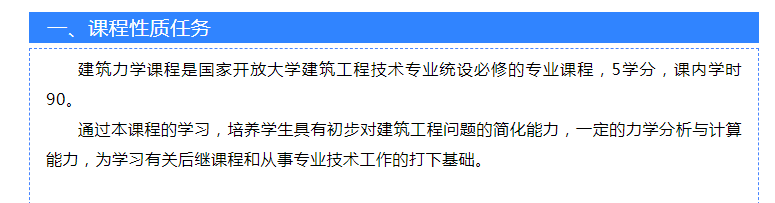 一、课程性质任务
建筑力学课程是国家开放大学建筑工程技术专业统设必修的专业课程，5学分，课内学时
90。
通过本课程的学习，培养学生具有初步对建筑工程问题的简化能力，一定的力学分析与计算
能力，为学习有关后继课程和从事专业技术工作的打下基础。